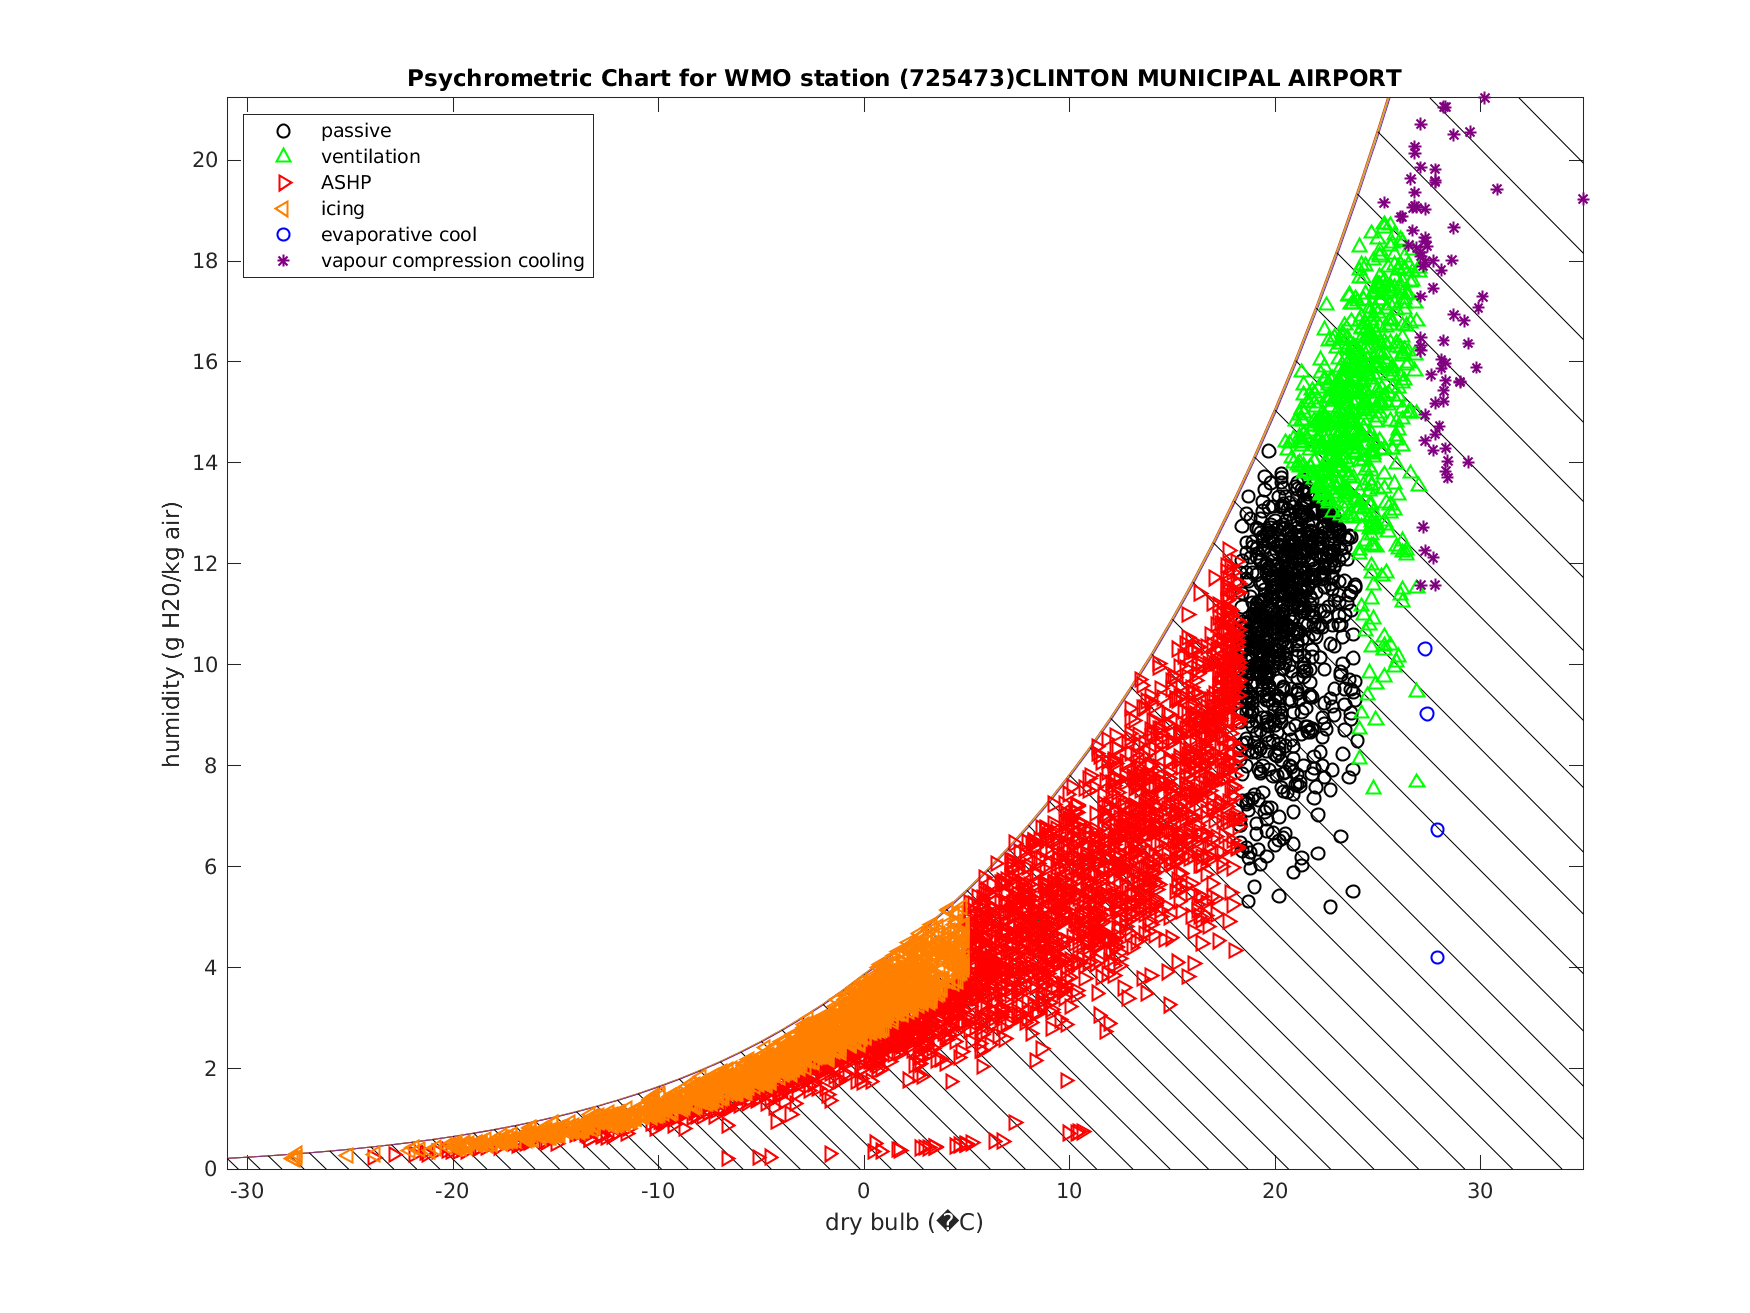 Psychrometric Chart for WMO station (725473)CLINTON MUNICIPAL AIRPORT
passive
ventilation
ASHP
icing
evaporative cool
vapour compression cooling
humidity (g H20/kg air)
20
18
16
14
12
10
8
6
4
2
0
-30
-20
-10
0
10
20
30
dry bulb (�C)